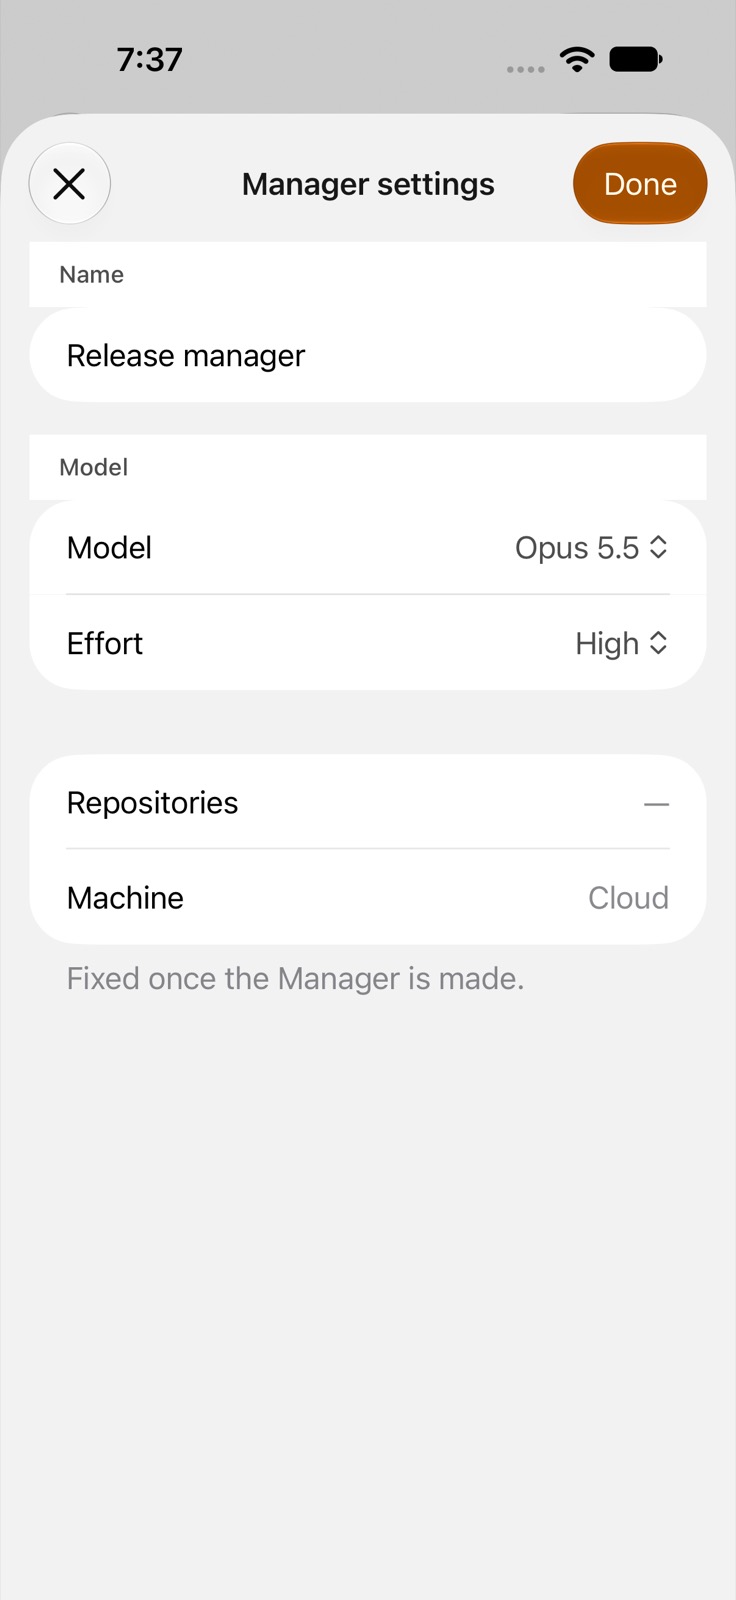 7:37
Manager settings
Done
Name
Release manager
Model
Model
Opus 5.5
Effort
High
Repositories
—
Machine
Cloud
Fixed once the Manager is made.